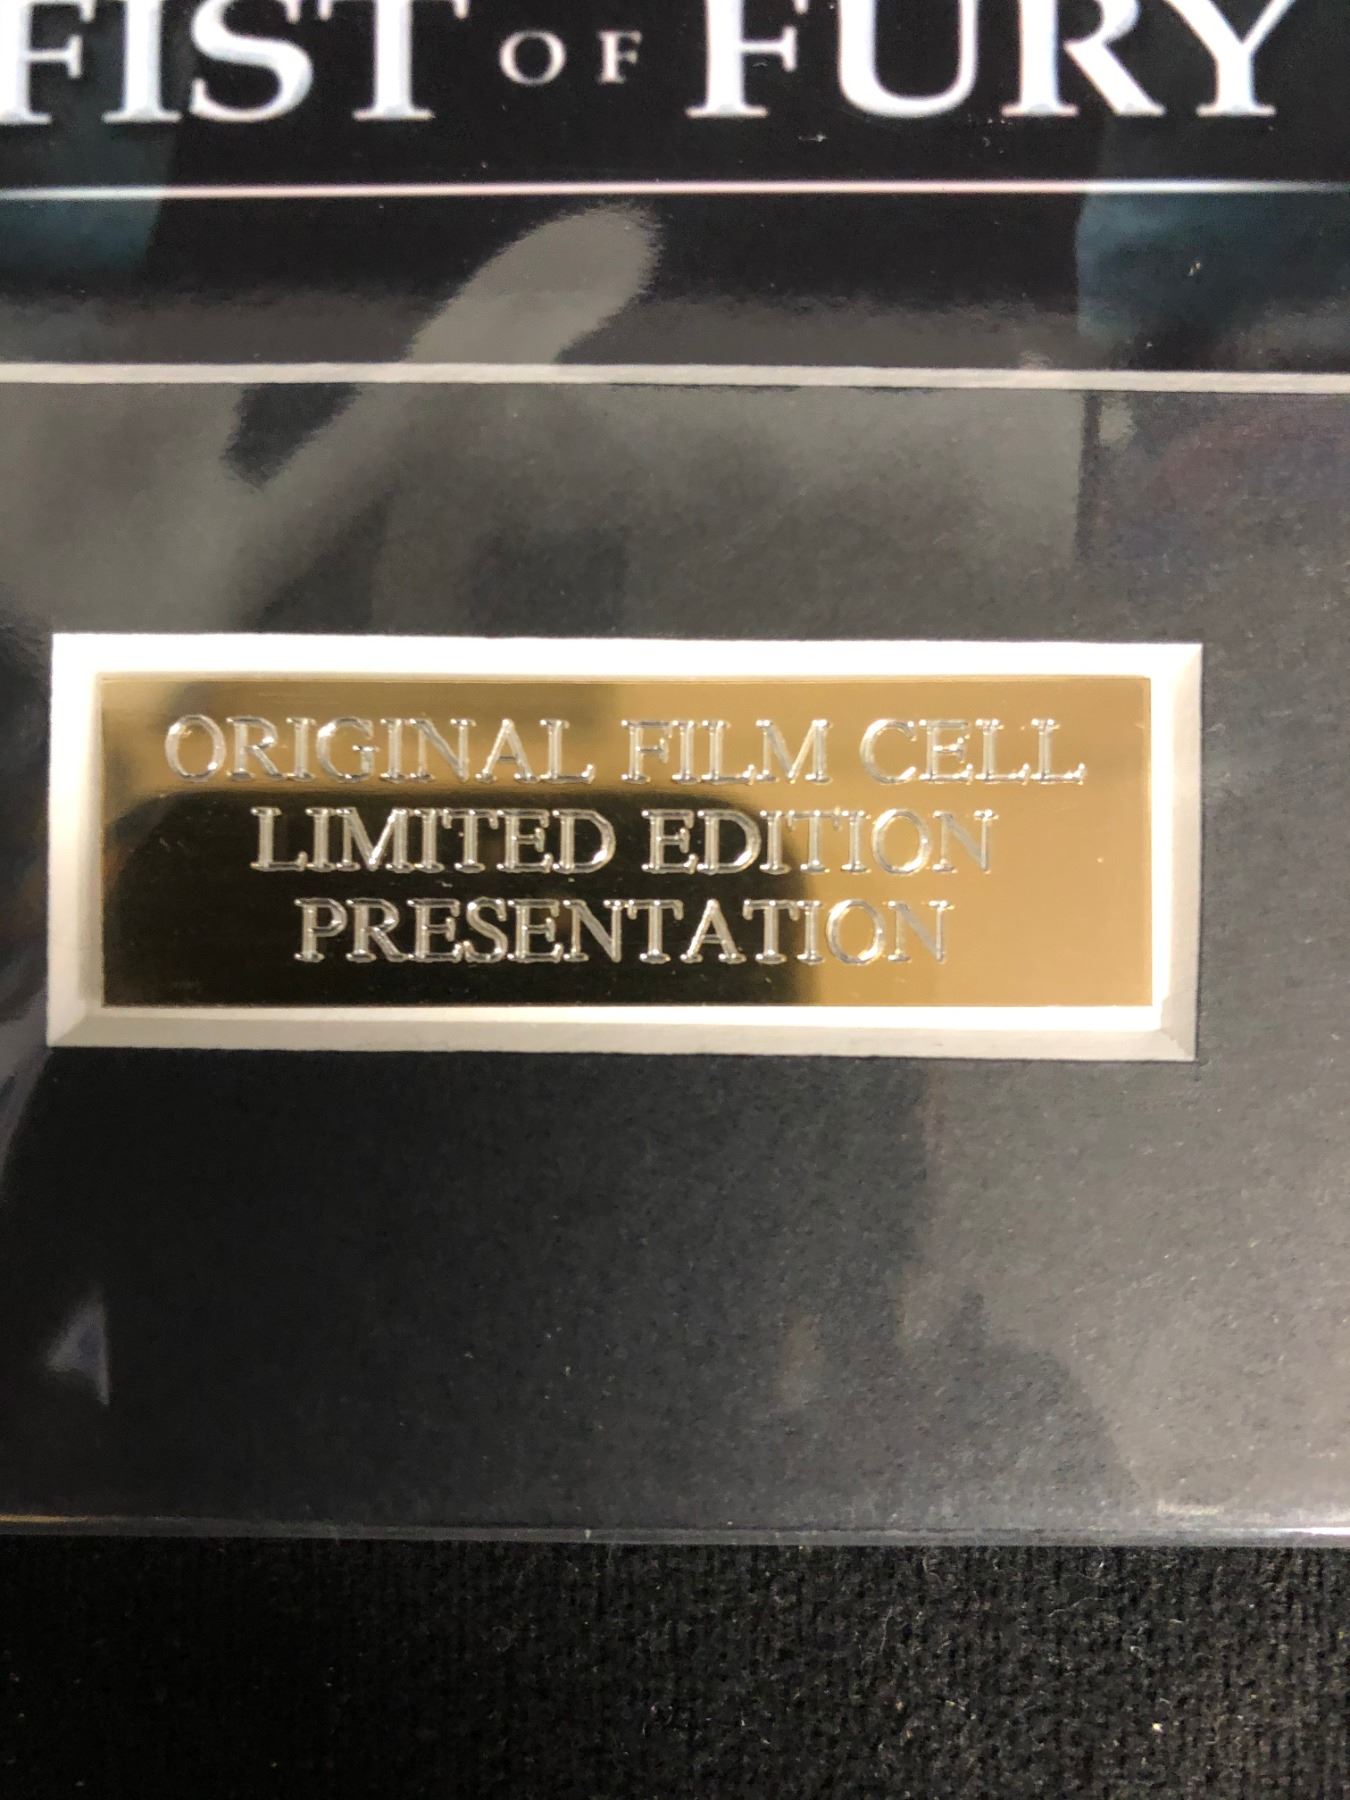 FIST OF FURY
ORIGINAL FILM CELL
LIMITED EDITION
PRESENTATION